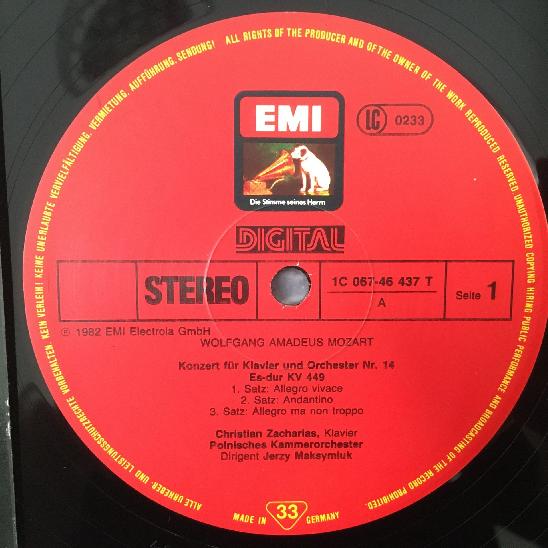 ALLE URHEBER UND LEISTUNGSSCHUTZRECHTE VORBEHALTEN KEIN VERLEIH! KEINE UNERLAUBTE VERVIELFÄLTIGUNG, VERMIETUNG, AUFFÜHRUNG, SENDUNG!
ALL RIGHTS OF THE PRODUCER AND OF THE OWNER OF THE WORK REPRODUCED RESERVED UNAUTHORIZED COPYING HIRING PUBLIC PERFORMANCE AND BROADCASTING OF THE RECORD PROHIBITED.
EMI
LC 0233
Die Stimme seines Herrn
DIGITAL
STEREO
1C 067-46 437 T
A
Seite 1
℗ 1982 EMI Electrola GmbH
WOLFGANG AMADEUS MOZART
Konzert für Klavier und Orchester Nr. 14
Es-dur KV 449
1. Satz: Allegro vivace
2. Satz: Andantino
3. Satz: Allegro ma non troppo
Christian Zacharias, Klavier
Polnisches Kammerorchester
Dirigent Jerzy Maksymiuk
MADE IN 33 GERMANY